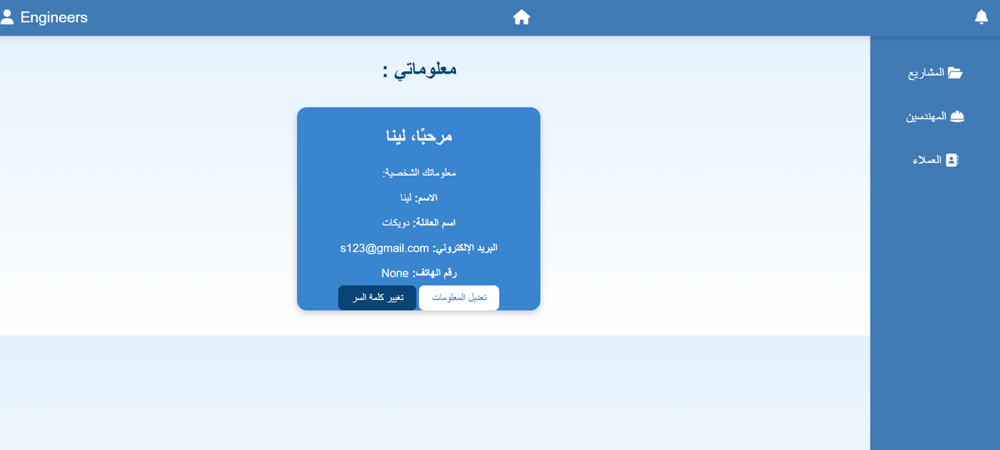 Engineers
المشاريع
المهندسين
العملاء
معلوماتي :
مرحبًا، لينا
معلوماتك الشخصية:
الاسم: لينا
اسم العائلة: دويكات
البريد الإلكتروني: s123@gmail.com
رقم الهاتف: None
تعديل المعلومات
تغيير كلمة السر